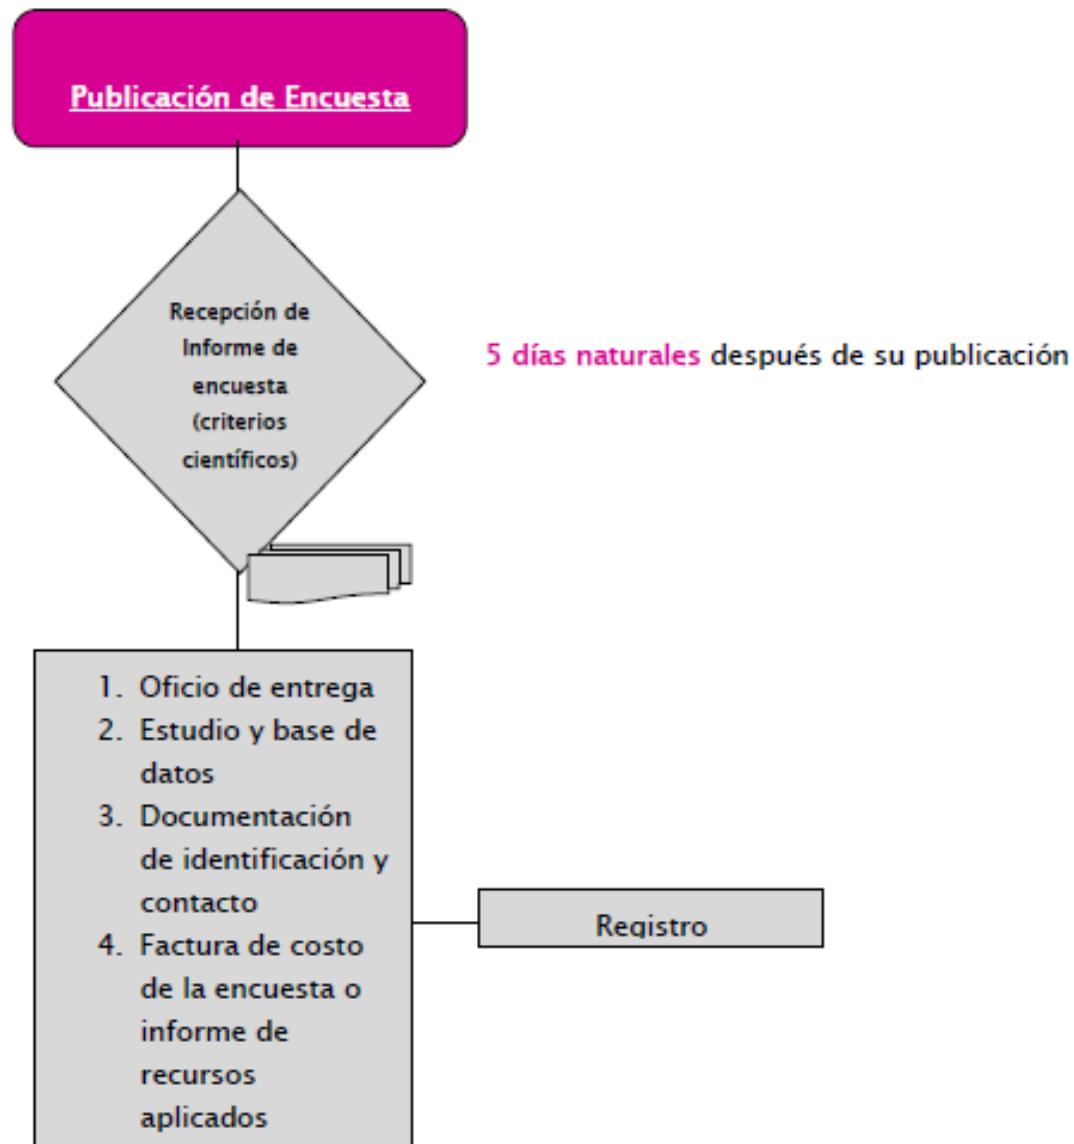 Publicación de Encuesta
Recepción de
Informe de
encuesta
(criterios
científicos)
5 días naturales después de su publicación
1. Oficio de entrega
2. Estudio y base de
datos
3. Documentación
de identificación y
contacto
4. Factura de costo
de la encuesta o
informe de
recursos
aplicados
Registro